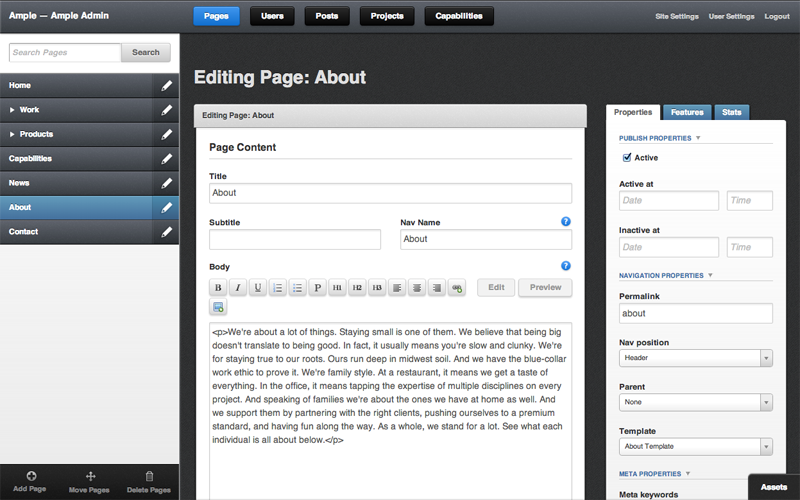 Ample — Ample Admin
Pages
Users
Posts
Projects
Capabilities
Site Settings
User Settings
Logout
Search Pages
Search
Home
Work
Products
Capabilities
News
About
Contact
Add Page
Move Pages
Delete Pages
Editing Page: About
Editing Page: About
Page Content
Title
About
Subtitle
Nav Name
?
About
Body
?
B I U P H1 H2 H3
Edit
Preview
<p>We're about a lot of things. Staying small is one of them. We believe that being big
doesn't translate to being good. In fact, it usually means you're slow and clunky. We're
for staying true to our roots. Ours run deep in midwest soil. And we have the blue-collar
work ethic to prove it. We're family style. At a restaurant, it means we get a taste of
everything. In the office, it means tapping the expertise of multiple disciplines on every
project. And speaking of families we're about the ones we have at home as well. And
we support them by partnering with the right clients, pushing ourselves to a premium
standard, and having fun along the way. As a whole, we stand for a lot. See what each
individual is all about below.</p>
Properties
Features
Stats
PUBLISH PROPERTIES
Active
Active at
Date
Time
Inactive at
Date
Time
NAVIGATION PROPERTIES
Permalink
about
Nav position
Header
Parent
None
Template
About Template
META PROPERTIES
Meta keywords
Assets